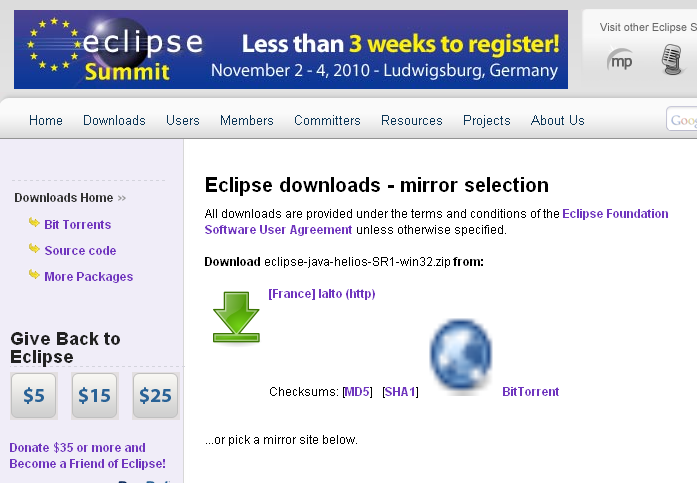 eclipse
Summit
Less than 3 weeks to register!
November 2 - 4, 2010 - Ludwigsburg, Germany
Visit other Eclipse S
mp
Home Downloads Users Members Committers Resources Projects About Us
Goog
Downloads Home »
Bit Torrents
Source code
More Packages
Give Back to
Eclipse
$5 $15 $25
Donate $35 or more and
Become a Friend of Eclipse!
Eclipse downloads - mirror selection
All downloads are provided under the terms and conditions of the Eclipse Foundation
Software User Agreement unless otherwise specified.
Download eclipse-java-helios-SR1-win32.zip from:
[France] Ialto (http)
Checksums: [MD5] [SHA1] BitTorrent
...or pick a mirror site below.